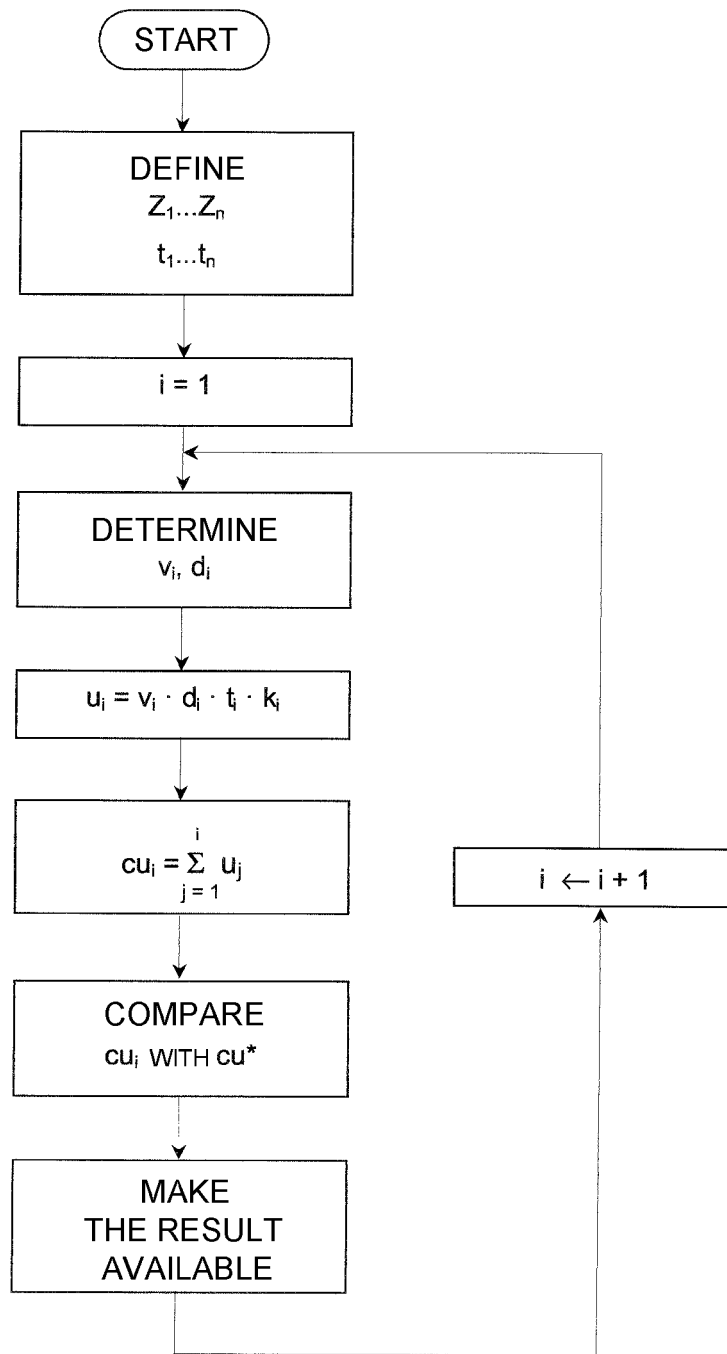 START
DEFINE
Z₁...Zₙ
t₁...tₙ
i = 1
DETERMINE
vᵢ, dᵢ
uᵢ = vᵢ · dᵢ · tᵢ · kᵢ
i
cuᵢ = Σ uⱼ
j = 1
COMPARE
cuᵢ WITH cu*
MAKE
THE RESULT
AVAILABLE
i ← i + 1